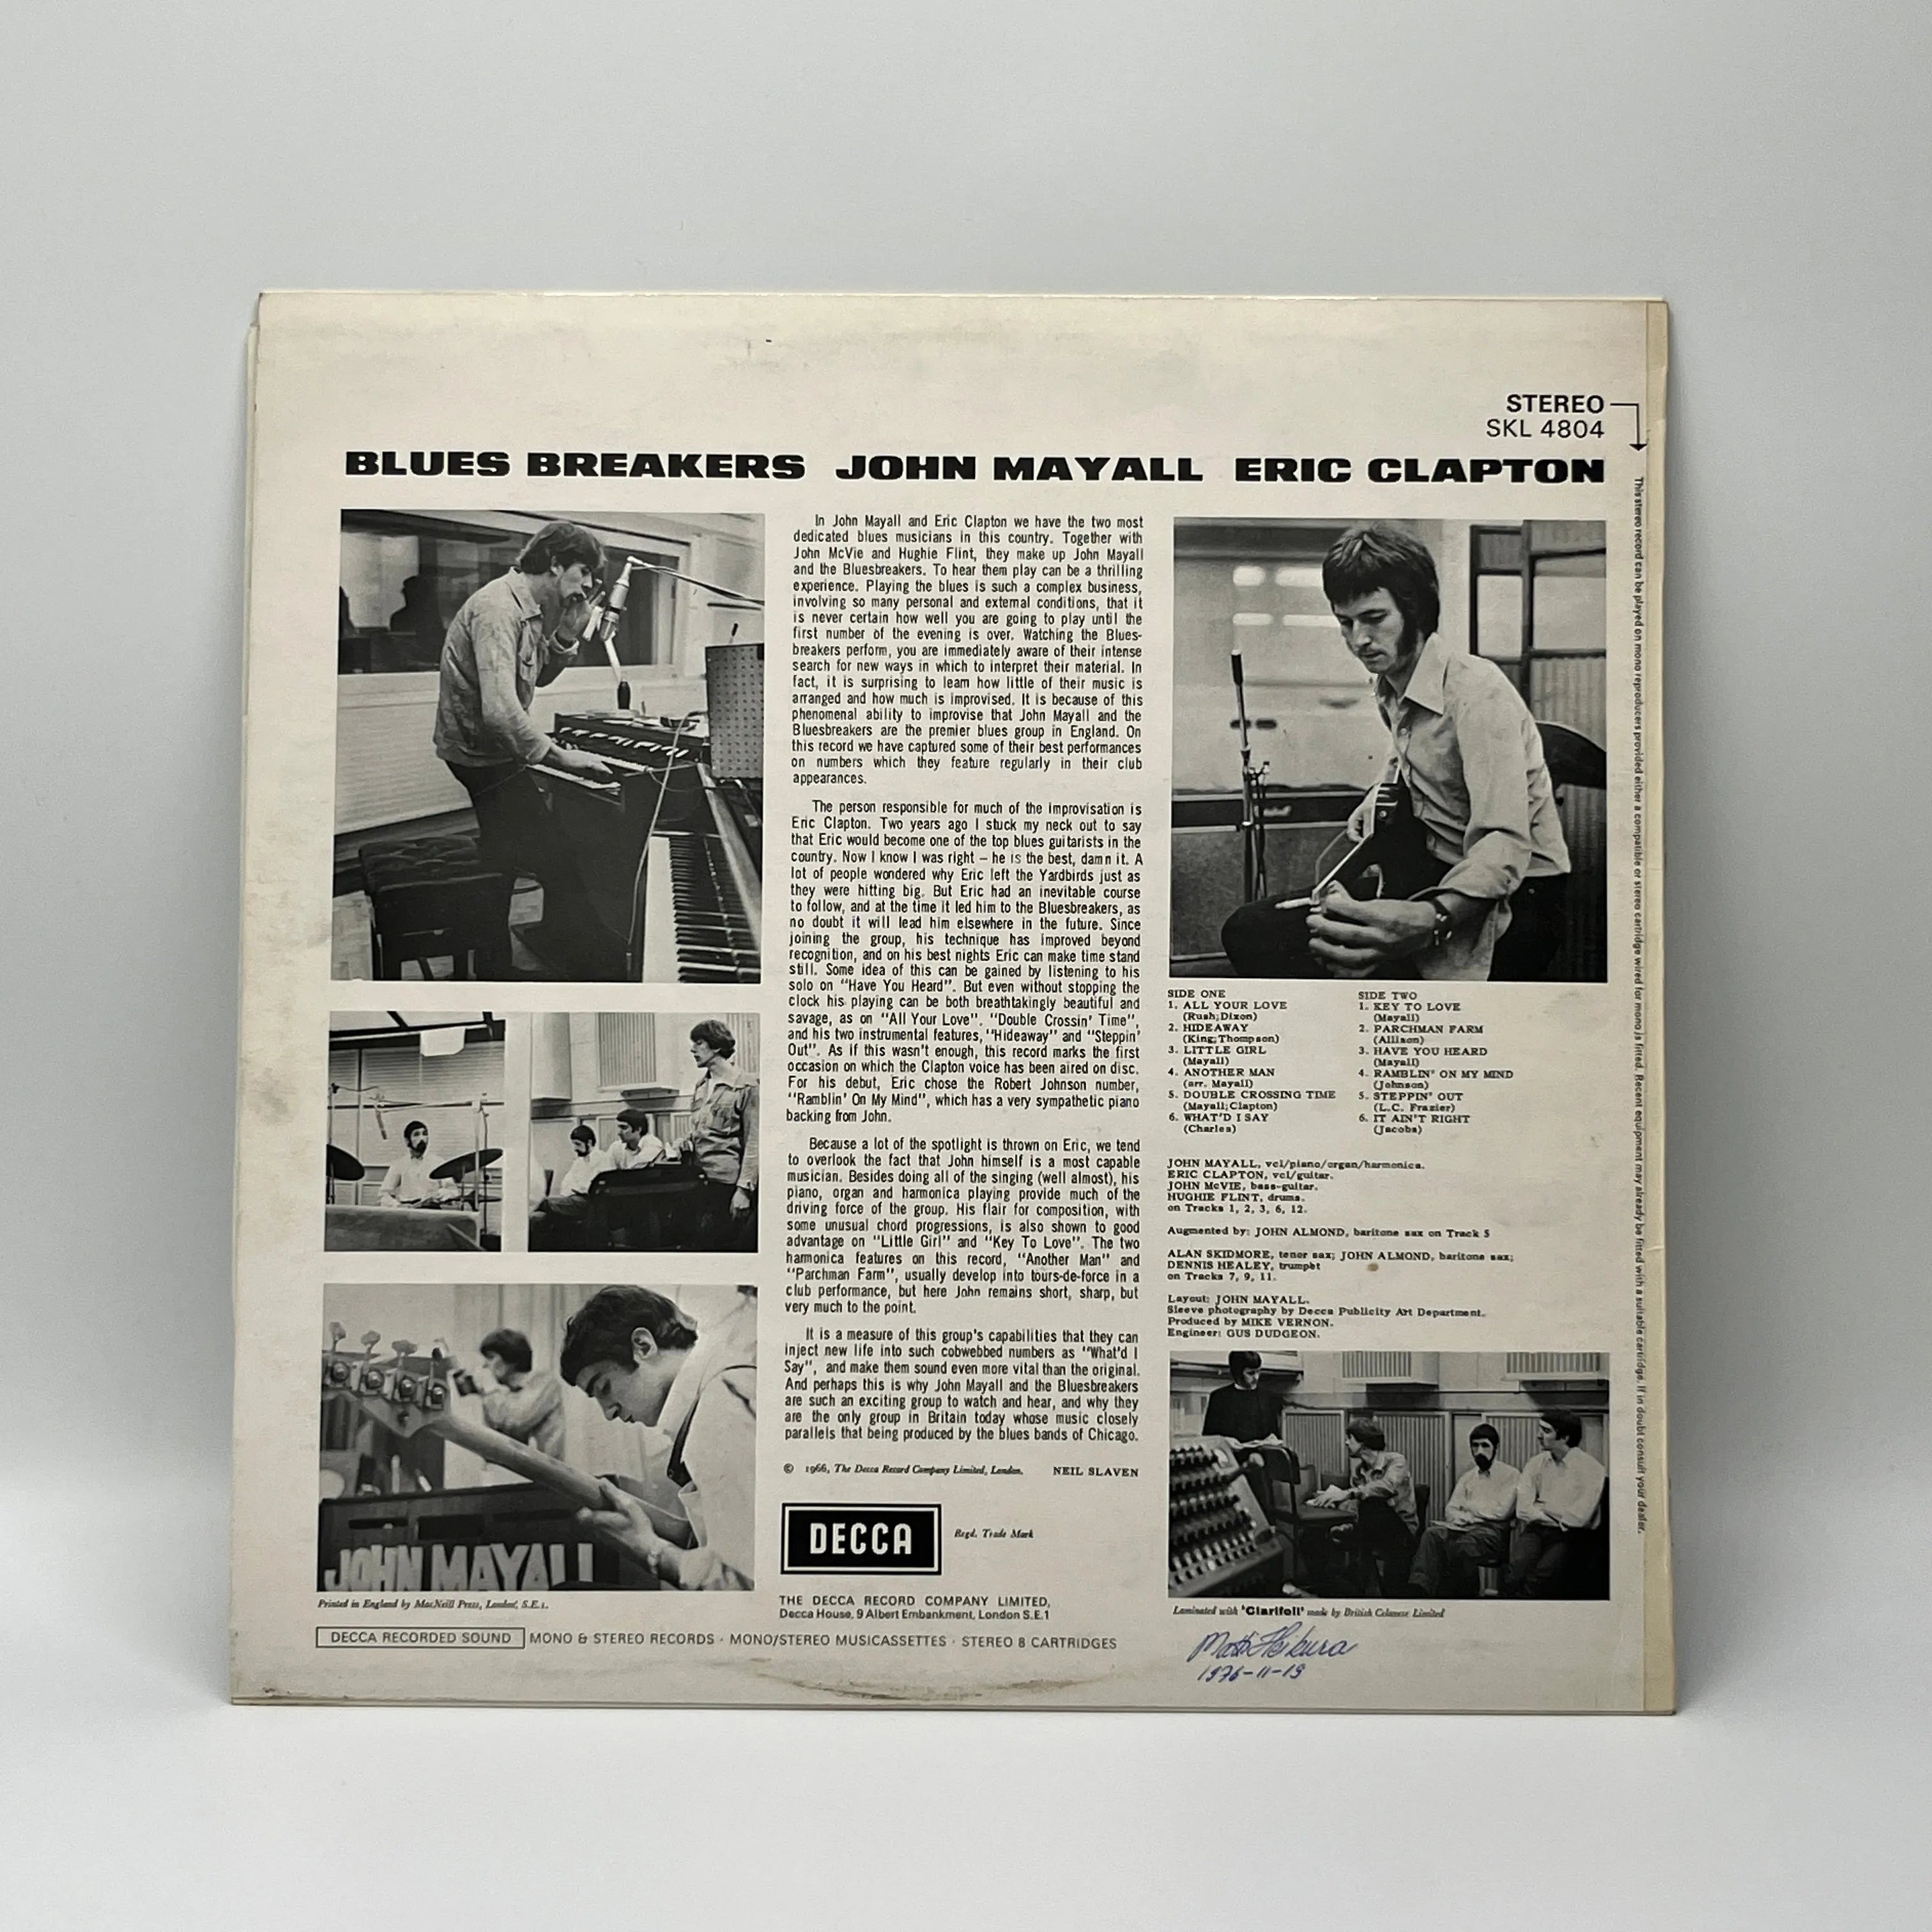 STEREO
SKL 4804
BLUES BREAKERS JOHN MAYALL ERIC CLAPTON
In John Mayall and Eric Clapton we have the two most
dedicated blues musicians in this country. Together with
John McVie and Hughie Flint, they make up John Mayall
and the Bluesbreakers. To hear them play can be a thrilling
experience. Playing the blues is such a complex business,
involving so many personal and external conditions, that it
is never certain how well you are going to play until the
first number of the evening is over. Watching the Blues-
breakers perform, you are immediately aware of their intense
search for new ways in which to interpret their material. In
fact, it is surprising to learn how little of their music is
arranged and how much is improvised. It is because of this
phenomenal ability to improvise that John Mayall and the
Bluesbreakers are the premier blues group in England. On
this record we have captured some of their best performances
on numbers which they feature regularly in their club
appearances.
The person responsible for much of the improvisation is
Eric Clapton. Two years ago I stuck my neck out to say
that Eric would become one of the top blues guitarists in the
country. Now I know I was right – he is the best, damn it. A
lot of people wondered why Eric left the Yardbirds just as
they were hitting big. But Eric had an inevitable course
to follow, and at the time it led him to the Bluesbreakers, as
no doubt it will lead him elsewhere in the future. Since
joining the group, his technique has improved beyond
recognition, and on his best nights Eric can make time stand
still. Some idea of this can be gained by listening to his
solo on "Have You Heard". But even without stopping the
clock his playing can be both breathtakingly beautiful and
savage, as on "All Your Love". "Double Crossin' Time",
and his two instrumental features, "Hideaway" and "Steppin'
Out". As if this wasn't enough, this record marks the first
occasion on which the Clapton voice has been aired on disc.
For his debut, Eric chose the Robert Johnson number,
"Ramblin' On My Mind", which has a very sympathetic piano
backing from John.
Because a lot of the spotlight is thrown on Eric, we tend
to overlook the fact that John himself is a most capable
musician. Besides doing all of the singing (well almost), his
piano, organ and harmonica playing provide much of the
driving force of the group. His flair for composition, with
some unusual chord progressions, is also shown to good
advantage on "Little Girl" and "Key To Love". The two
harmonica features on this record, "Another Man" and
"Parchman Farm", usually develop into tours-de-force in a
club performance, but here John remains short, sharp, but
very much to the point.
It is a measure of this group's capabilities that they can
inject new life into such cobwebbed numbers as "What'd I
Say", and make them sound even more vital than the original.
And perhaps this is why John Mayall and the Bluesbreakers
are such an exciting group to watch and hear, and why they
are the only group in Britain today whose music closely
parallels that being produced by the blues bands of Chicago.
© 1966, The Decca Record Company Limited, London. NEIL SLAVEN
DECCA
Regd. Trade Mark
THE DECCA RECORD COMPANY LIMITED,
Decca House, 9 Albert Embankment, London S.E.1
SIDE ONE
1. ALL YOUR LOVE
(Rush; Dixon)
2. HIDEAWAY
(King; Thompson)
3. LITTLE GIRL
(Mayall)
4. ANOTHER MAN
(arr. Mayall)
5. DOUBLE CROSSING TIME
(Mayall; Clapton)
6. WHAT'D I SAY
(Charles)
SIDE TWO
1. KEY TO LOVE
(Mayall)
2. PARCHMAN FARM
(Allison)
3. HAVE YOU HEARD
(Mayall)
4. RAMBLIN' ON MY MIND
(Johnson)
5. STEPPIN' OUT
(L.C. Frazier)
6. IT AIN'T RIGHT
(Jacobs)
JOHN MAYALL, vcl/piano/organ/harmonica.
ERIC CLAPTON, vcl/guitar.
JOHN McVIE, bass-guitar.
HUGHIE FLINT, drums.
on Tracks 1, 2, 3, 6, 12.
Augmented by: JOHN ALMOND, baritone sax on Track 5
ALAN SKIDMORE, tenor sax; JOHN ALMOND, baritone sax;
DENNIS HEALEY, trumpet
on Tracks 7, 9, 11.
Layout: JOHN MAYALL.
Sleeve photography by Decca Publicity Art Department.
Produced by MIKE VERNON.
Engineer: GUS DUDGEON.
JOHN MAYALL
Printed in England by MacNeill Press, London, S.E.1.
Laminated with 'Clarifoil' made by British Celanese Limited
DECCA RECORDED SOUND MONO & STEREO RECORDS · MONO/STEREO MUSICASSETTES · STEREO 8 CARTRIDGES
1976-11-19
This stereo record can be played on mono reproducers provided either a compatible or stereo cartridge wired for mono is fitted. Recent equipment may already be fitted with a suitable cartridge. If in doubt consult your dealer.